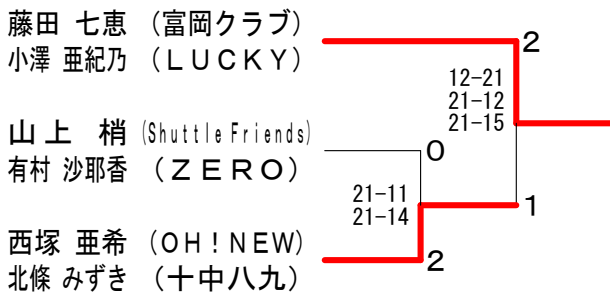 藤田 七恵 （富岡クラブ）
小澤 亜紀乃 （ＬＵＣＫＹ）
2
12−21
21−12
21−15
山上 梢 (Shuttle Friends)
有村 沙耶香 （ＺＥＲＯ）
0
21−11
21−14
1
西塚 亜希 （OH！NEW）
北條 みずき （十中八九）
2